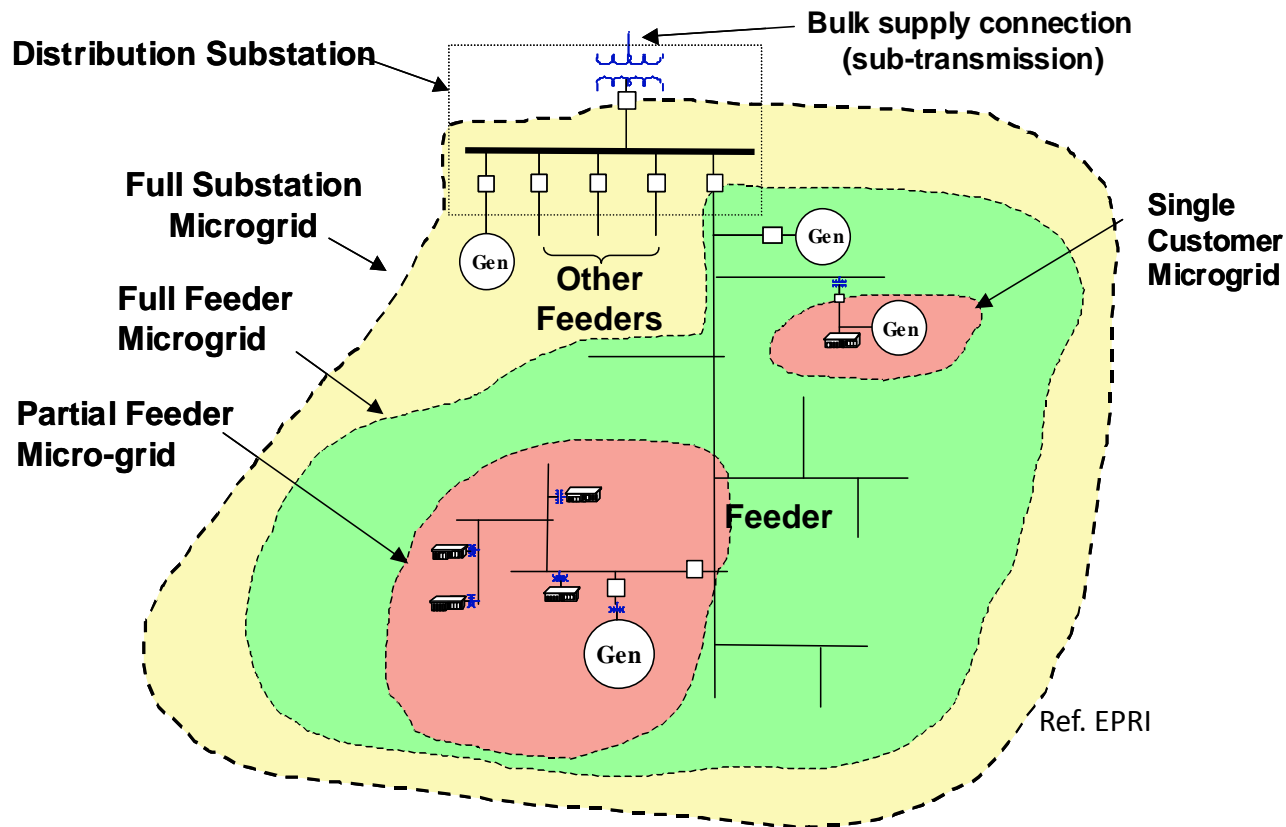 Bulk supply connection
(sub-transmission)
Distribution Substation
Full Substation
Microgrid
Single
Customer
Microgrid
Gen
Gen
Other
Feeders
Full Feeder
Microgrid
Gen
Partial Feeder
Micro-grid
Feeder
Gen
Ref. EPRI